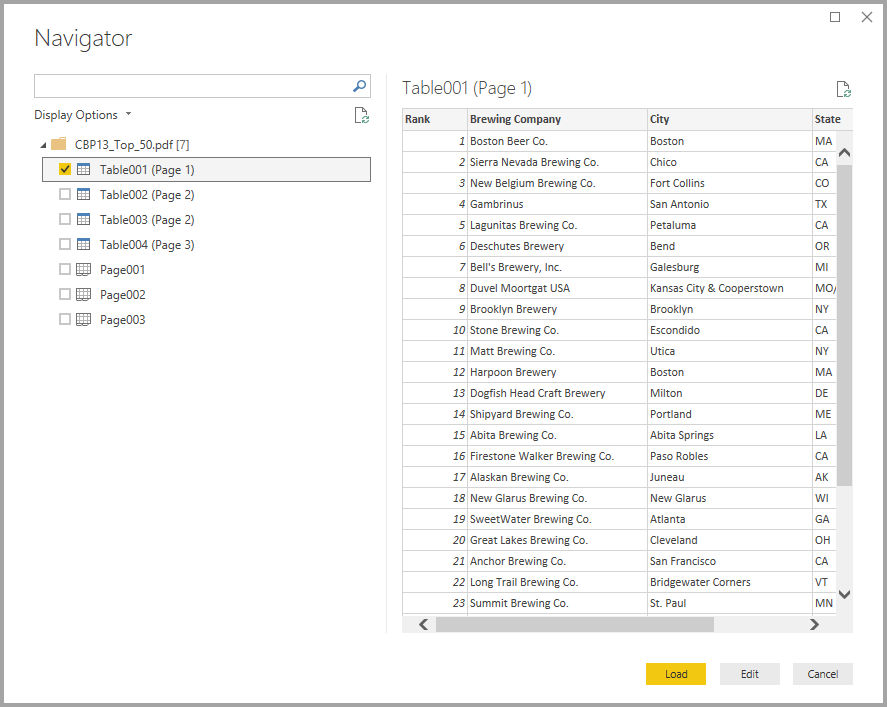 Navigator
Display Options
CBP13_Top_50.pdf [7]
Table001 (Page 1)
Table002 (Page 2)
Table003 (Page 2)
Table004 (Page 3)
Page001
Page002
Page003
Table001 (Page 1)
Rank Brewing Company City State
1 Boston Beer Co. Boston MA
2 Sierra Nevada Brewing Co. Chico CA
3 New Belgium Brewing Co. Fort Collins CO
4 Gambrinus San Antonio TX
5 Lagunitas Brewing Co. Petaluma CA
6 Deschutes Brewery Bend OR
7 Bell's Brewery, Inc. Galesburg MI
8 Duvel Moortgat USA Kansas City & Cooperstown MO/
9 Brooklyn Brewery Brooklyn NY
10 Stone Brewing Co. Escondido CA
11 Matt Brewing Co. Utica NY
12 Harpoon Brewery Boston MA
13 Dogfish Head Craft Brewery Milton DE
14 Shipyard Brewing Co. Portland ME
15 Abita Brewing Co. Abita Springs LA
16 Firestone Walker Brewing Co. Paso Robles CA
17 Alaskan Brewing Co. Juneau AK
18 New Glarus Brewing Co. New Glarus WI
19 SweetWater Brewing Co. Atlanta GA
20 Great Lakes Brewing Co. Cleveland OH
21 Anchor Brewing Co. San Francisco CA
22 Long Trail Brewing Co. Bridgewater Corners VT
23 Summit Brewing Co. St. Paul MN
Load Edit Cancel